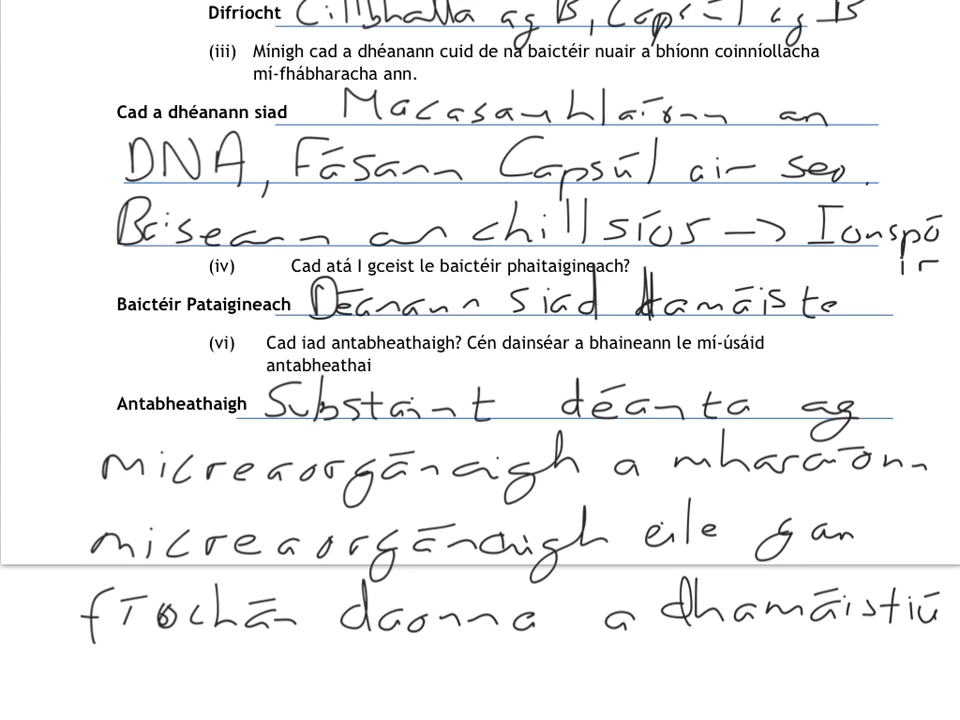 Difríocht Cillbhalla ag B, Capsúl ag B
(iii) Mínigh cad a dhéanann cuid de na baictéir nuair a bhíonn coinníollacha
mí-fhábharacha ann.
Cad a dhéanann siad Macasamhlaíonn an
DNA, Fásann Capsúl air seo.
Briseann an chill síos -> Ionspóir
(iv) Cad atá I gceist le baictéir phaitaigineach?
Baictéir Pataigineach Déanann siad damáiste
(vi) Cad iad antabheathaigh? Cén dainséar a bhaineann le mí-úsáid
antabheathai
Antabheathaigh Substaint déanta ag
micreaorgánaigh a mharaíonn
micreaorgánaigh eile gan
fíochán daonna a dhamáistiú